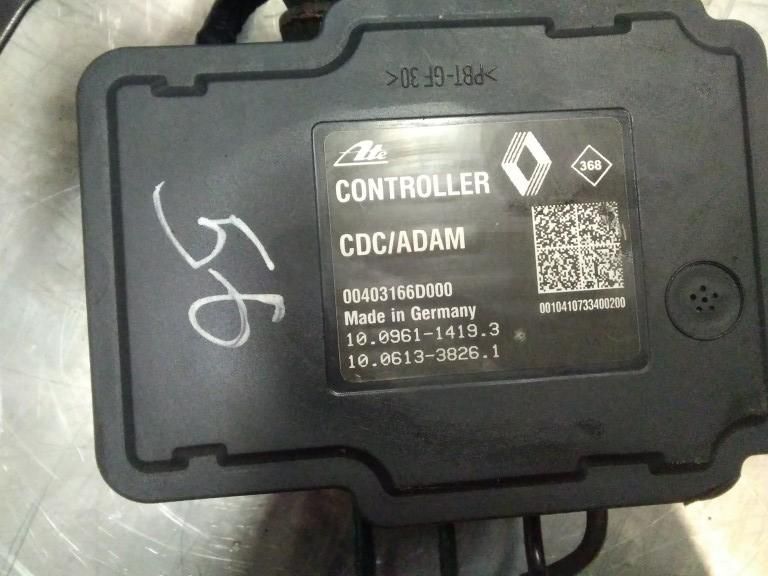 >PBT-GF30<
Ate
368
CONTROLLER
CDC/ADAM
00403166D000
Made in Germany
0010410733400200
10.0961-1419.3
10.0613-3826.1
56